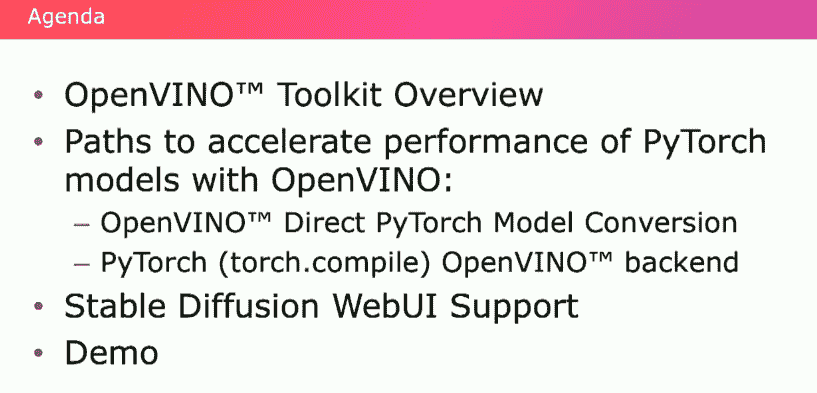 Agenda
• OpenVINO™ Toolkit Overview
• Paths to accelerate performance of PyTorch
models with OpenVINO:
– OpenVINO™ Direct PyTorch Model Conversion
– PyTorch (torch.compile) OpenVINO™ backend
• Stable Diffusion WebUI Support
• Demo